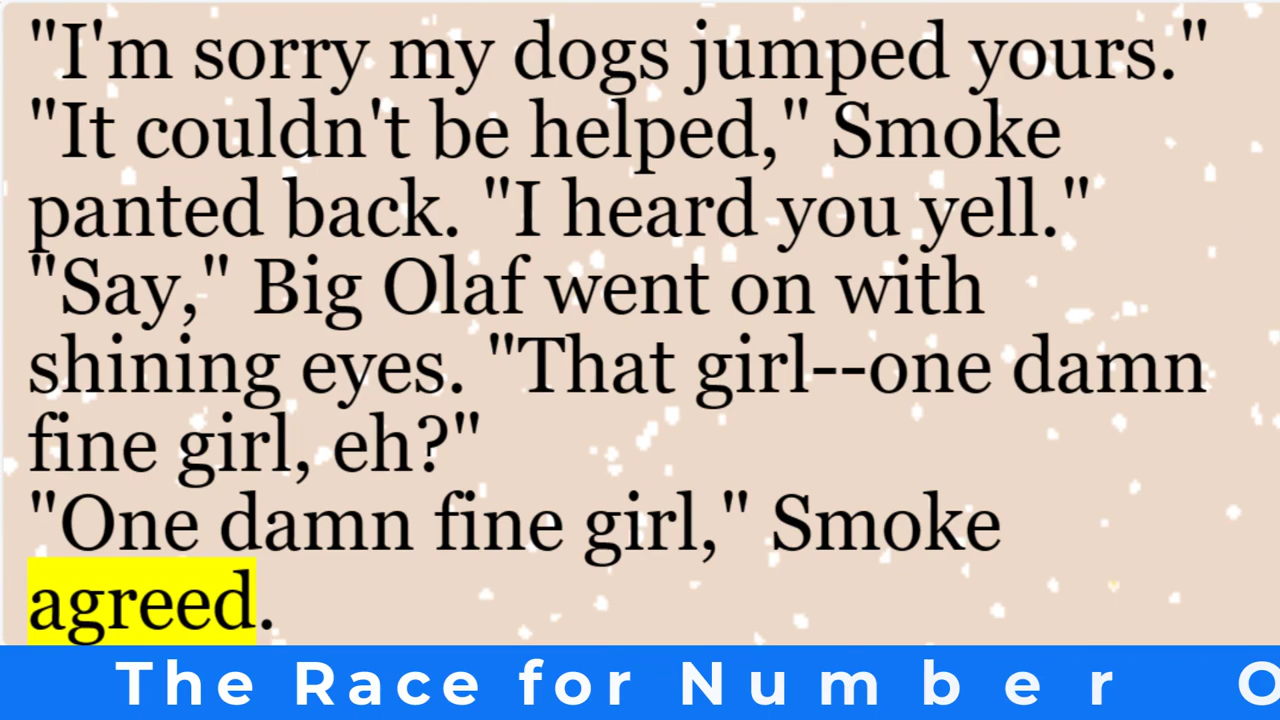 "I'm sorry my dogs jumped yours."
"It couldn't be helped," Smoke
panted back. "I heard you yell."
"Say," Big Olaf went on with
shining eyes. "That girl--one damn
fine girl, eh?"
"One damn fine girl," Smoke
agreed.
The Race for Number O